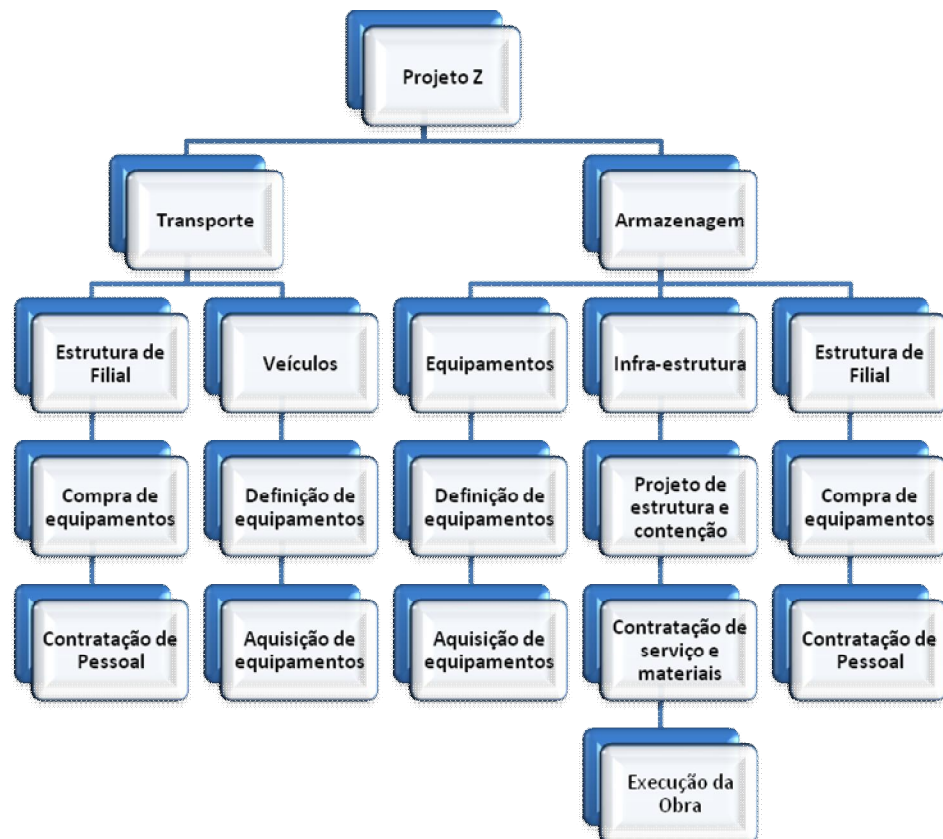 Projeto Z
Transporte
Armazenagem
Estrutura de
Filial
Veículos
Equipamentos
Infra-estrutura
Estrutura de
Filial
Compra de
equipamentos
Definição de
equipamentos
Definição de
equipamentos
Projeto de
estrutura e
contenção
Compra de
equipamentos
Contratação de
Pessoal
Aquisição de
equipamentos
Aquisição de
equipamentos
Contratação de
serviço e
materiais
Contratação de
Pessoal
Execução da
Obra